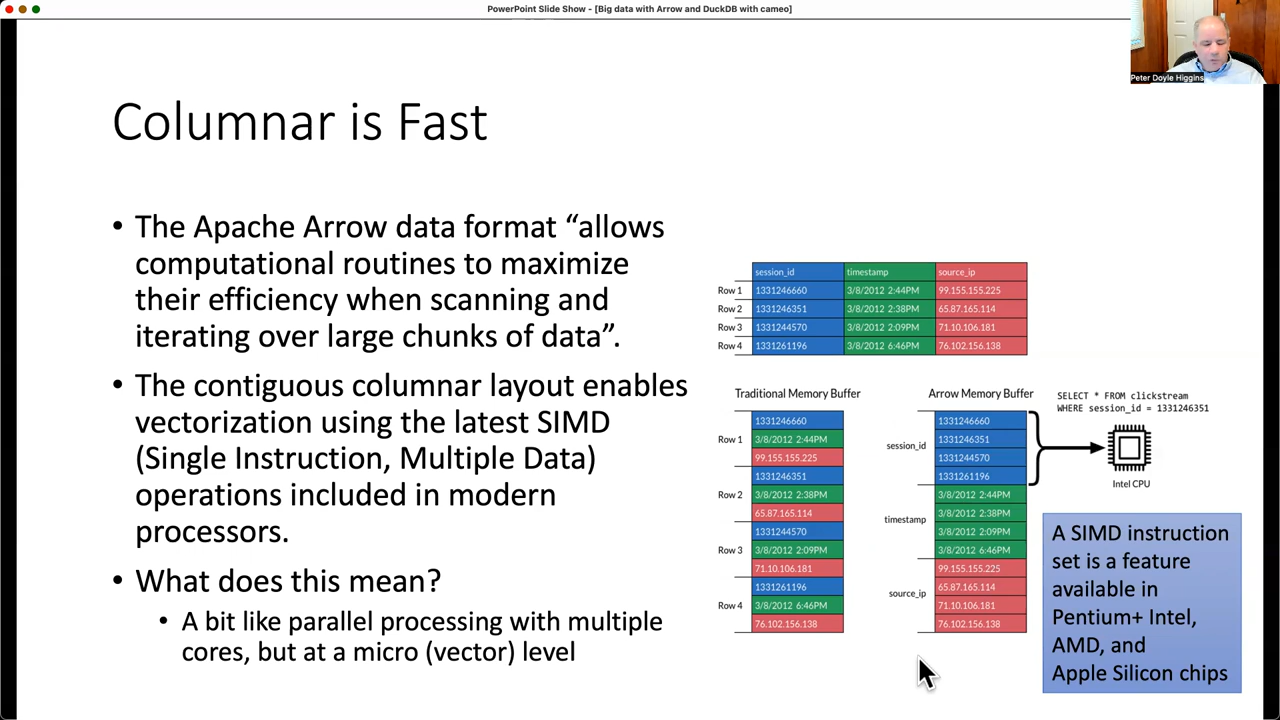 PowerPoint Slide Show - [Big data with Arrow and DuckDB with cameo]
Peter Doyle Higgins
Columnar is Fast
• The Apache Arrow data format “allows
computational routines to maximize
their efficiency when scanning and
iterating over large chunks of data”.
• The contiguous columnar layout enables
vectorization using the latest SIMD
(Single Instruction, Multiple Data)
operations included in modern
processors.
• What does this mean?
• A bit like parallel processing with multiple
cores, but at a micro (vector) level
session_id timestamp source_ip
Row 1 1331246660 3/8/2012 2:44PM 99.155.155.225
Row 2 1331246351 3/8/2012 2:38PM 65.87.165.114
Row 3 1331244570 3/8/2012 2:09PM 71.10.106.181
Row 4 1331261196 3/8/2012 6:46PM 76.102.156.138
Traditional Memory Buffer
Row 1
1331246660
3/8/2012 2:44PM
99.155.155.225
Row 2
1331246351
3/8/2012 2:38PM
65.87.165.114
Row 3
1331244570
3/8/2012 2:09PM
71.10.106.181
Row 4
1331261196
3/8/2012 6:46PM
76.102.156.138
Arrow Memory Buffer
session_id
1331246660
1331246351
1331244570
1331261196
timestamp
3/8/2012 2:44PM
3/8/2012 2:38PM
3/8/2012 2:09PM
3/8/2012 6:46PM
source_ip
99.155.155.225
65.87.165.114
71.10.106.181
76.102.156.138
SELECT * FROM clickstream
WHERE session_id = 1331246351
Intel CPU
A SIMD instruction
set is a feature
available in
Pentium+ Intel,
AMD, and
Apple Silicon chips